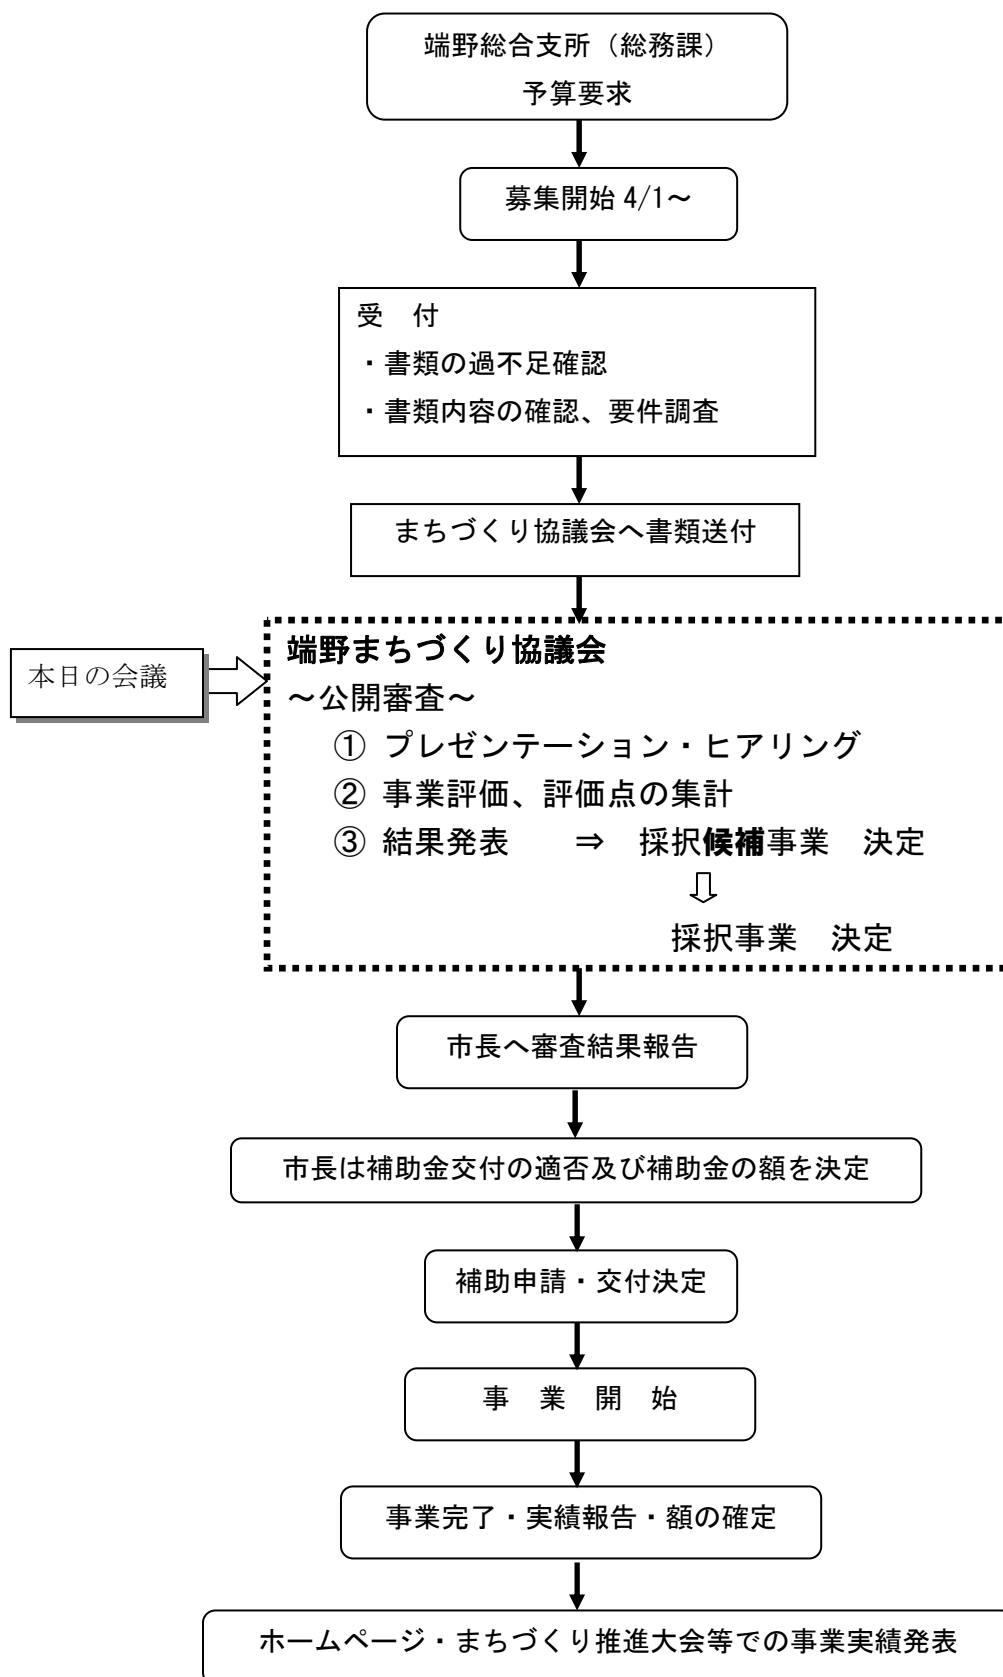 端野総合支所（総務課）
予算要求
募集開始 4/1～
受　付
・書類の過不足確認
・書類内容の確認、要件調査
まちづくり協議会へ書類送付
本日の会議
端野まちづくり協議会
～公開審査～
① プレゼンテーション・ヒアリング
② 事業評価、評価点の集計
③ 結果発表　　⇒　採択候補事業　決定
⇩
採択事業　決定
市長へ審査結果報告
市長は補助金交付の適否及び補助金の額を決定
補助申請・交付決定
事　業　開　始
事業完了・実績報告・額の確定
ホームページ・まちづくり推進大会等での事業実績発表